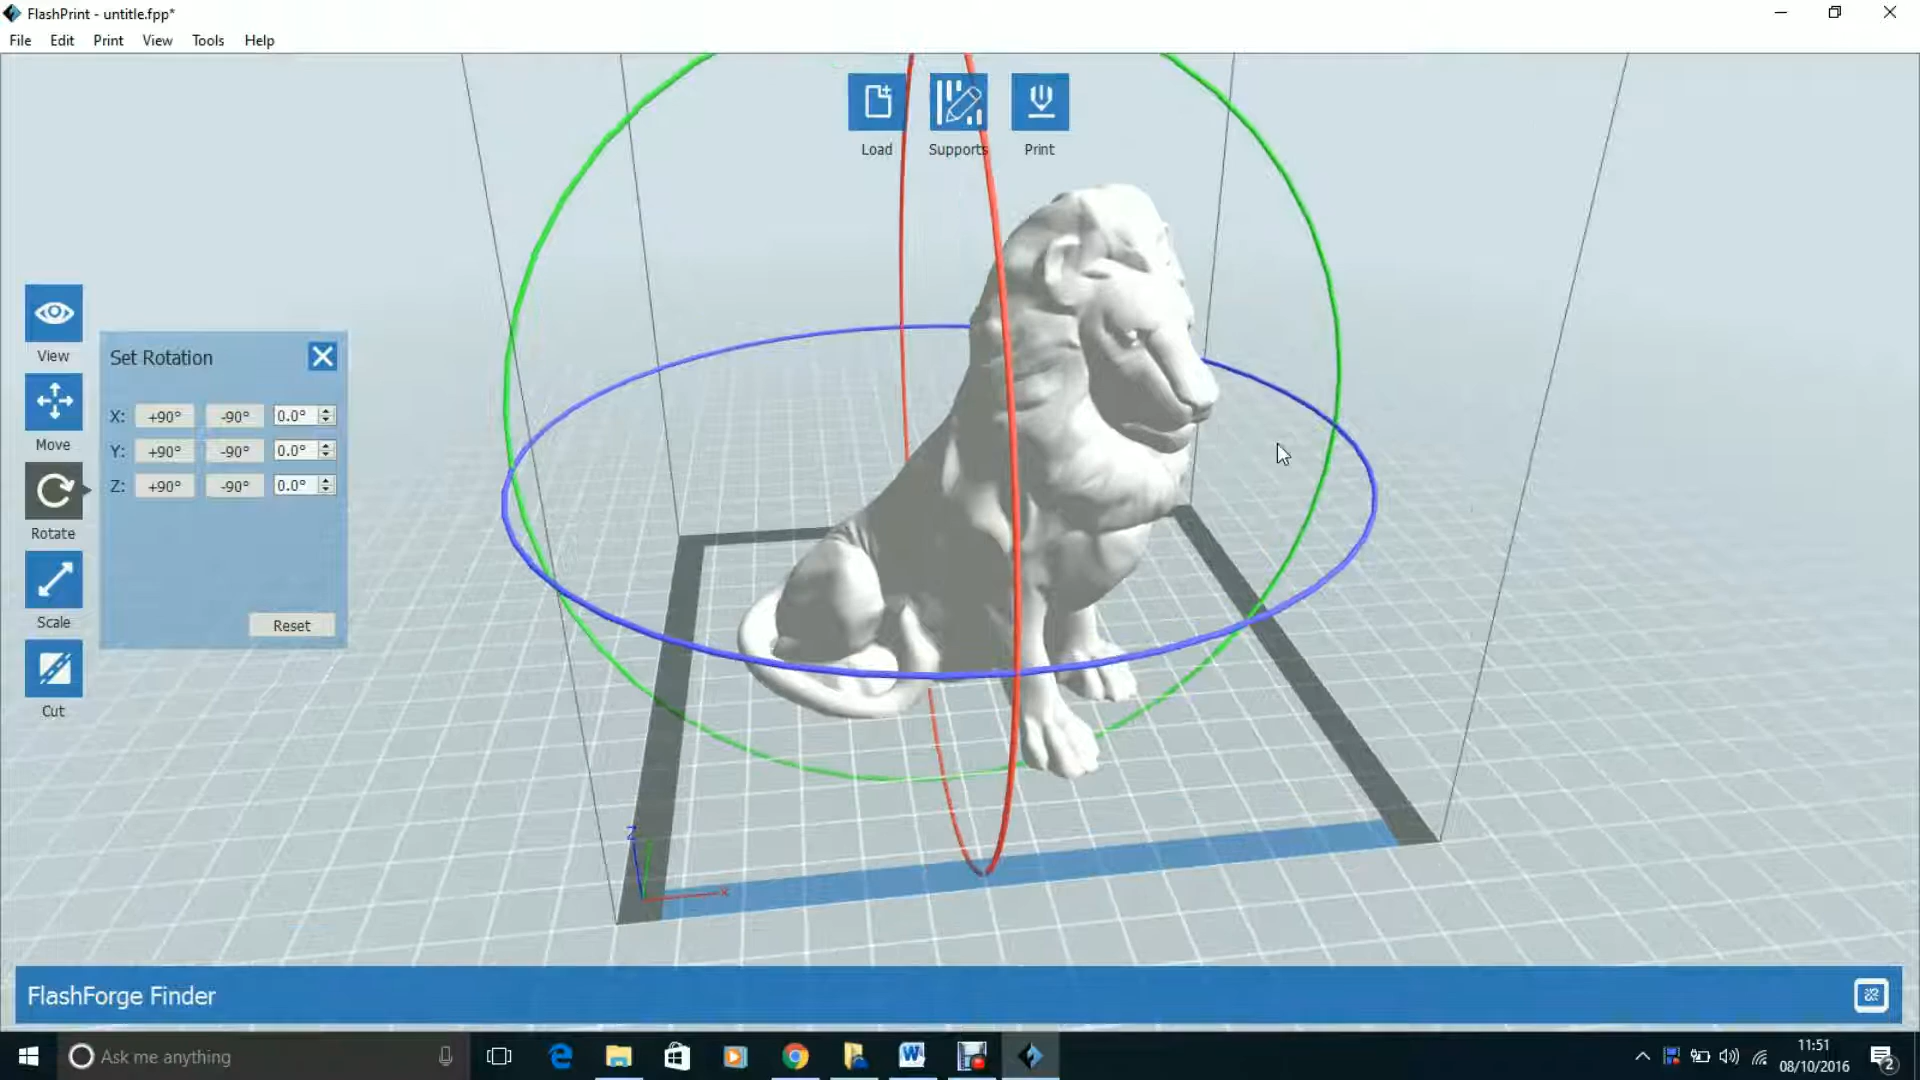 FlashPrint - untitle.fpp*
File Edit Print View Tools Help
Load Supports Print
View
Move
Rotate
Scale
Cut
Set Rotation
X: +90° -90° 0.0°
Y: +90° -90° 0.0°
Z: +90° -90° 0.0°
Reset
Z
X
FlashForge Finder
Ask me anything
11:51
08/10/2016
2